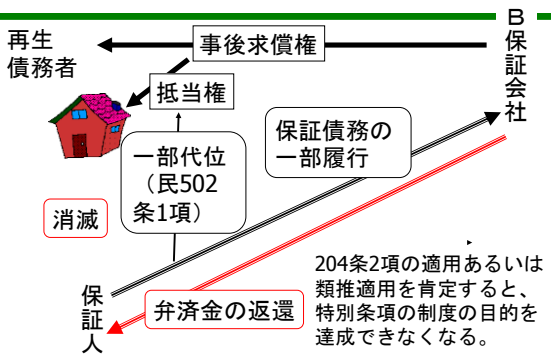 再生
債務者
事後求償権
B
保証会社
抵当権
保証債務の
一部履行
一部代位
（民502
条1項）
消滅
保証人
弁済金の返還
204条2項の適用あるいは
類推適用を肯定すると、
特別条項の制度の目的を
達成できなくなる。